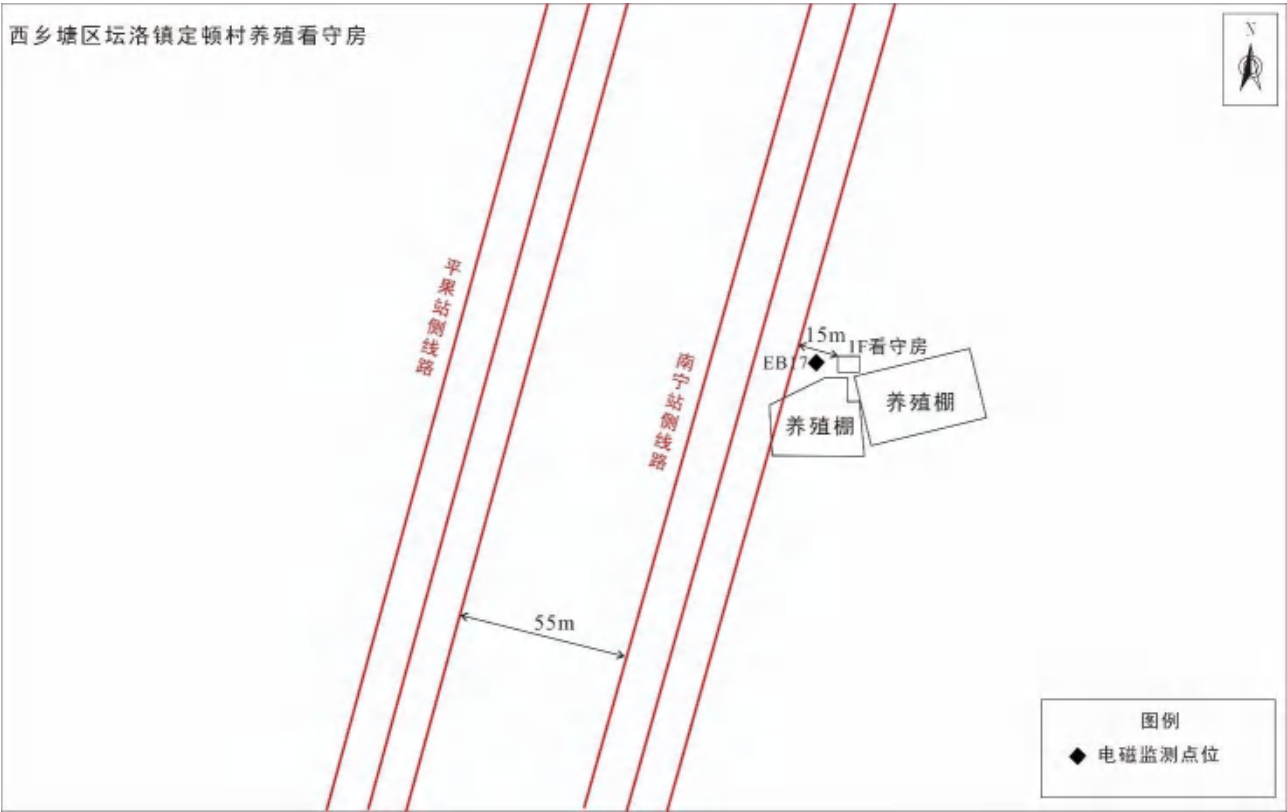 西乡塘区坛洛镇定顿村养殖看守房
N
平果站侧线路
南宁站侧线路
15m
1F看守房
EB17
养殖棚
养殖棚
55m
图例
电磁监测点位